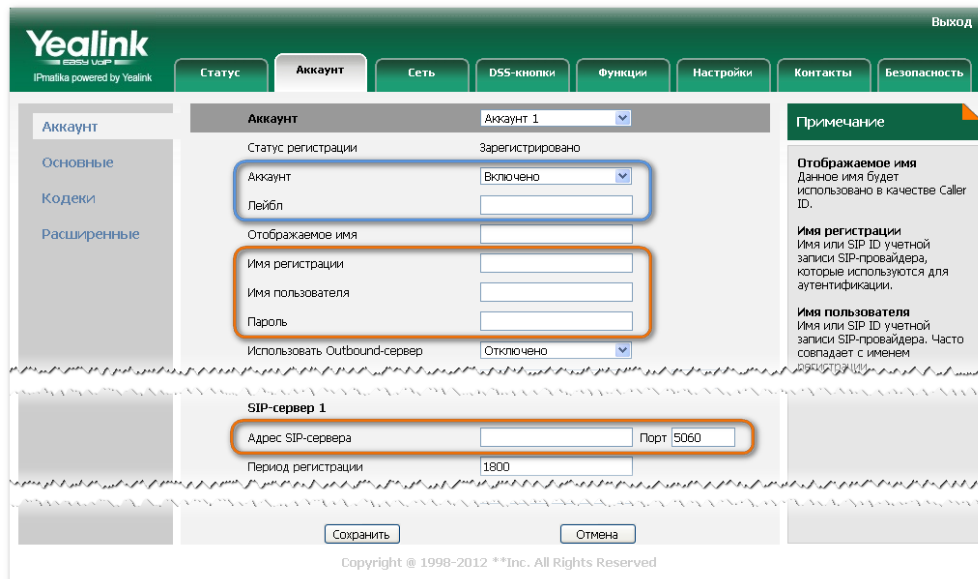 Выход
Yealink
EASY VoIP
IPmatika powered by Yealink
Статус
Аккаунт
Сеть
DSS-кнопки
Функции
Настройки
Контакты
Безопасность
Аккаунт
Основные
Кодеки
Расширенные
Аккаунт Аккаунт 1
Статус регистрации Зарегистрировано
Аккаунт Включено
Лейбл
Отображаемое имя
Имя регистрации
Имя пользователя
Пароль
Использовать Outbound-сервер Отключено
SIP-сервер 1
Адрес SIP-сервера Порт 5060
Период регистрации 1800
Сохранить Отмена
Примечание
Отображаемое имя
Данное имя будет
использовано в качестве Caller
ID.
Имя регистрации
Имя или SIP ID учетной
записи SIP-провайдера,
которые используются для
аутентификации.
Имя пользователя
Имя или SIP ID учетной
записи SIP-провайдера. Часто
совпадает с именем
регистрации.
Copyright @ 1998-2012 **Inc. All Rights Reserved